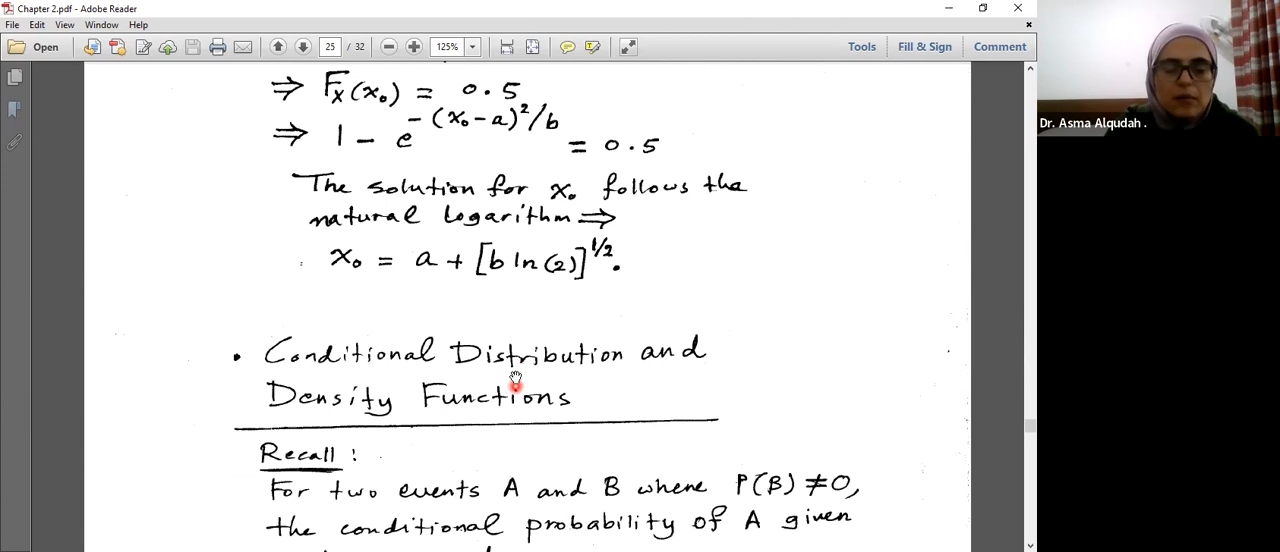 Chapter 2.pdf - Adobe Reader
File Edit View Window Help
Open 25 / 32 125% Tools Fill & Sign Comment
⇒ F_X(x₀) = 0.5
⇒ 1 - e^{-(x₀-a)²/b} = 0.5
The solution for x₀ follows the
natural logarithm ⇒
x₀ = a + [b ln(2)]^{1/2}.
• Conditional Distribution and
Density Functions
Recall :
For two events A and B where P(B) ≠ 0,
the conditional probability of A given
Dr. Asma Alqudah .